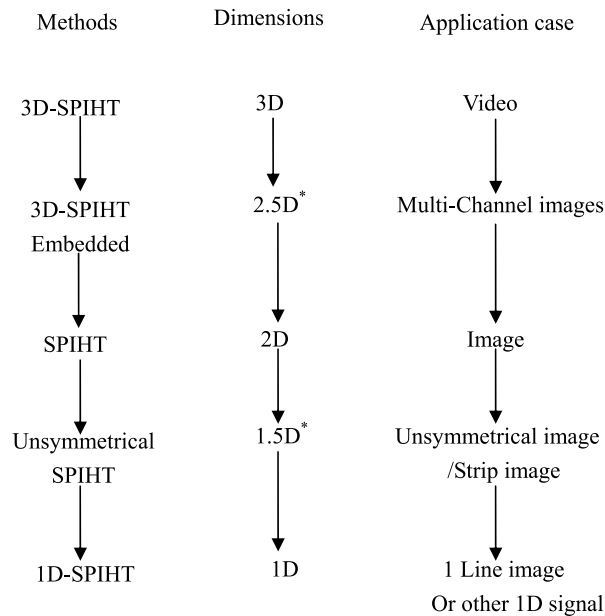 Methods Dimensions Application case
3D-SPIHT 3D Video
3D-SPIHT 2.5D* Multi-Channel images
Embedded
SPIHT 2D Image
Unsymmetrical 1.5D* Unsymmetrical image
SPIHT /Strip image
1D-SPIHT 1D 1 Line image
Or other 1D signal